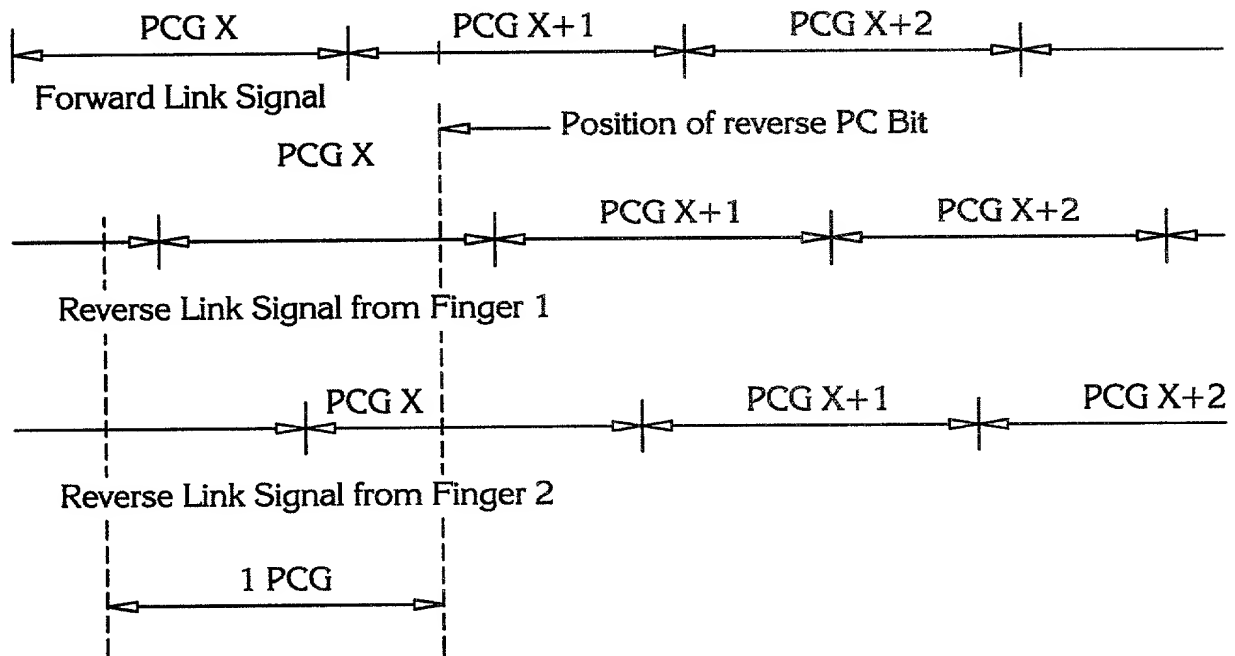 PCG X
PCG X+1
PCG X+2
Forward Link Signal
Position of reverse PC Bit
PCG X
PCG X+1
PCG X+2
Reverse Link Signal from Finger 1
PCG X
PCG X+1
PCG X+2
Reverse Link Signal from Finger 2
1 PCG